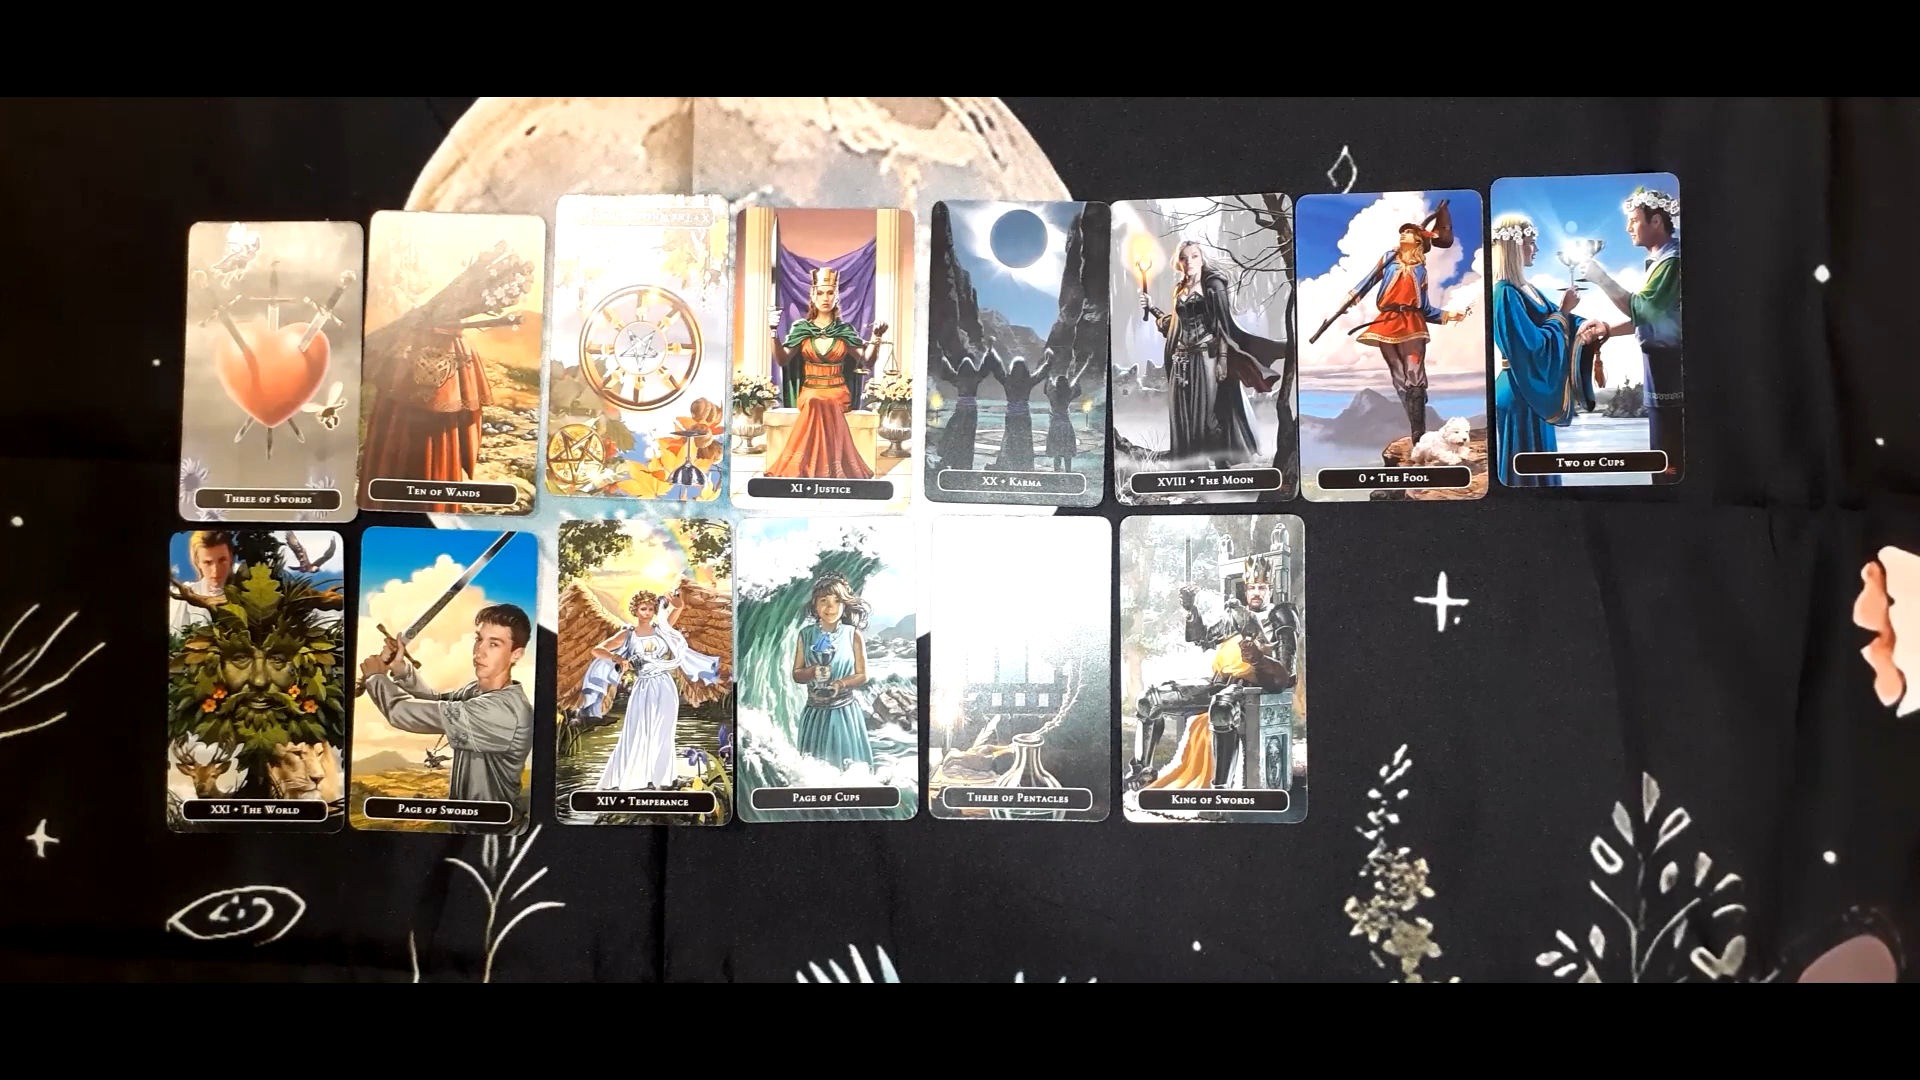 Three of Swords
Ten of Wands
XI • Justice
XX • Karma
XVIII • The Moon
0 • The Fool
Two of Cups
XXI • The World
Page of Swords
XIV • Temperance
Page of Cups
Three of Pentacles
King of Swords